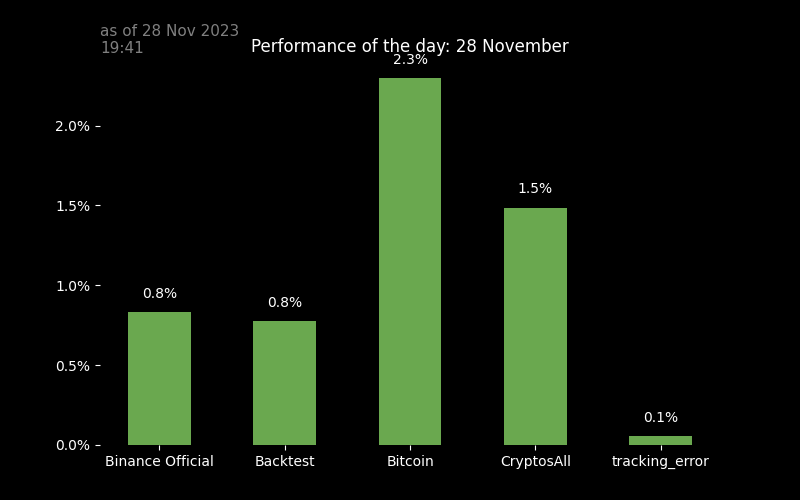 as of 28 Nov 2023
19:41
Performance of the day: 28 November
2.3%
2.0%
1.5%
1.5%
1.0%
0.8%
0.8%
0.5%
0.1%
0.0%
Binance Official
Backtest
Bitcoin
CryptosAll
tracking_error